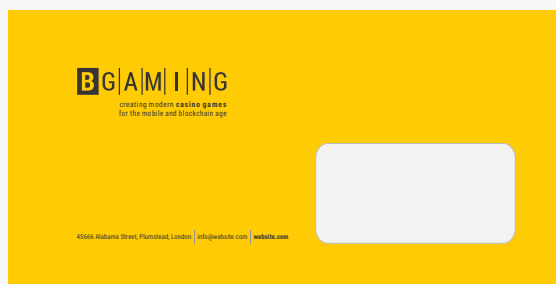 BGAMING
creating modern casino games
for the mobile and blockchain age
45666 Alabama Street, Plumstead, London | info@website.com | website.com